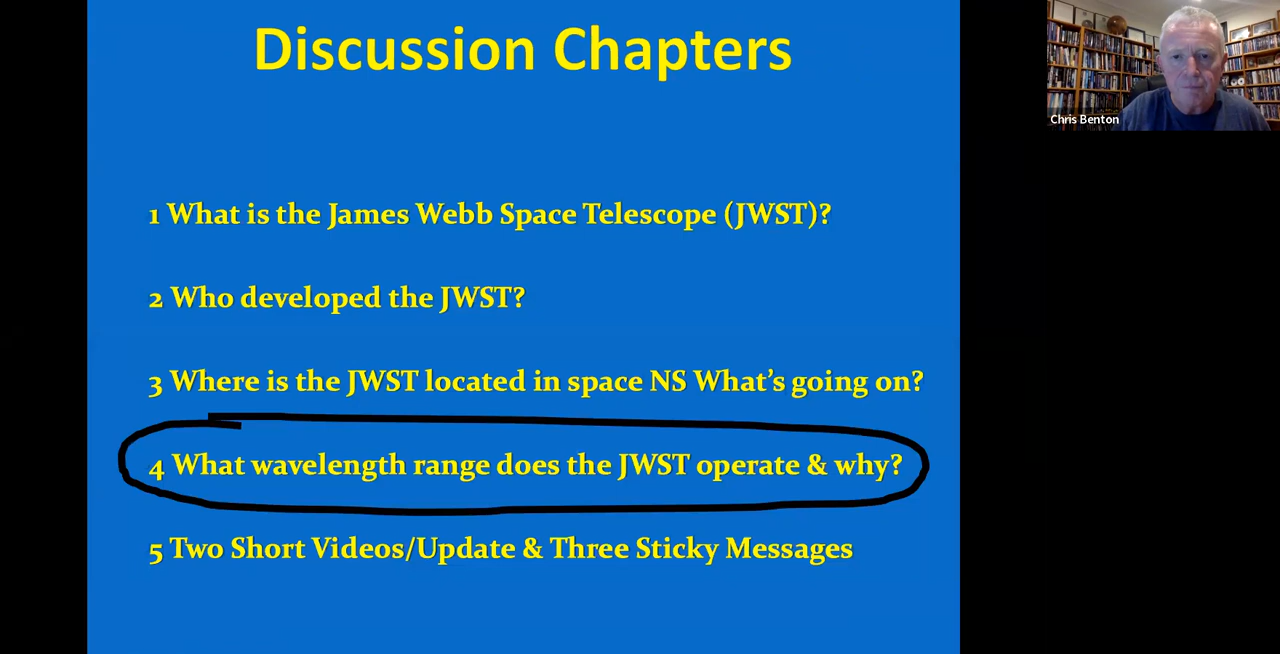 Discussion Chapters
Chris Benton
1 What is the James Webb Space Telescope (JWST)?
2 Who developed the JWST?
3 Where is the JWST located in space NS What's going on?
4 What wavelength range does the JWST operate & why?
5 Two Short Videos/Update & Three Sticky Messages